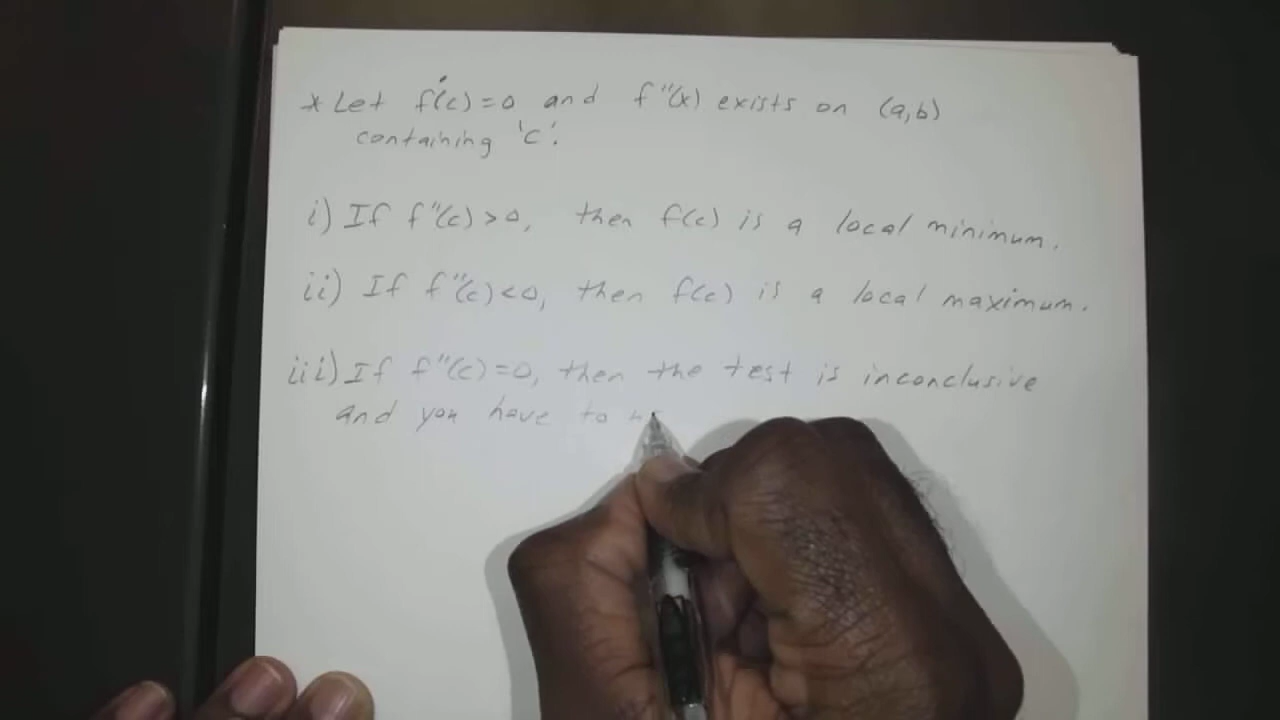 * Let f'(c)=0 and f"(x) exists on (a,b)
containing 'c'.
i) If f"(c)>0, then f(c) is a local minimum.
ii) If f"(c)<0, then f(c) is a local maximum.
iii) If f"(c)=0, then the test is inconclusive
and you have to